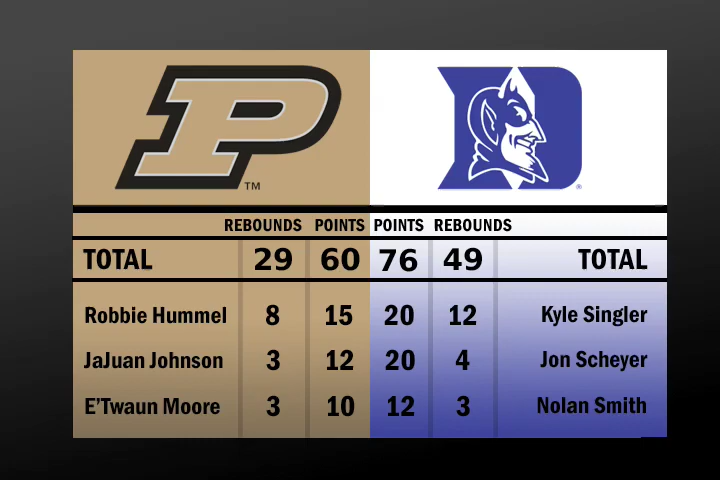 P
TM
D
®
REBOUNDS POINTS POINTS REBOUNDS
TOTAL 29 60 76 49 TOTAL
Robbie Hummel 8 15 20 12 Kyle Singler
JaJuan Johnson 3 12 20 4 Jon Scheyer
E'Twaun Moore 3 10 12 3 Nolan Smith